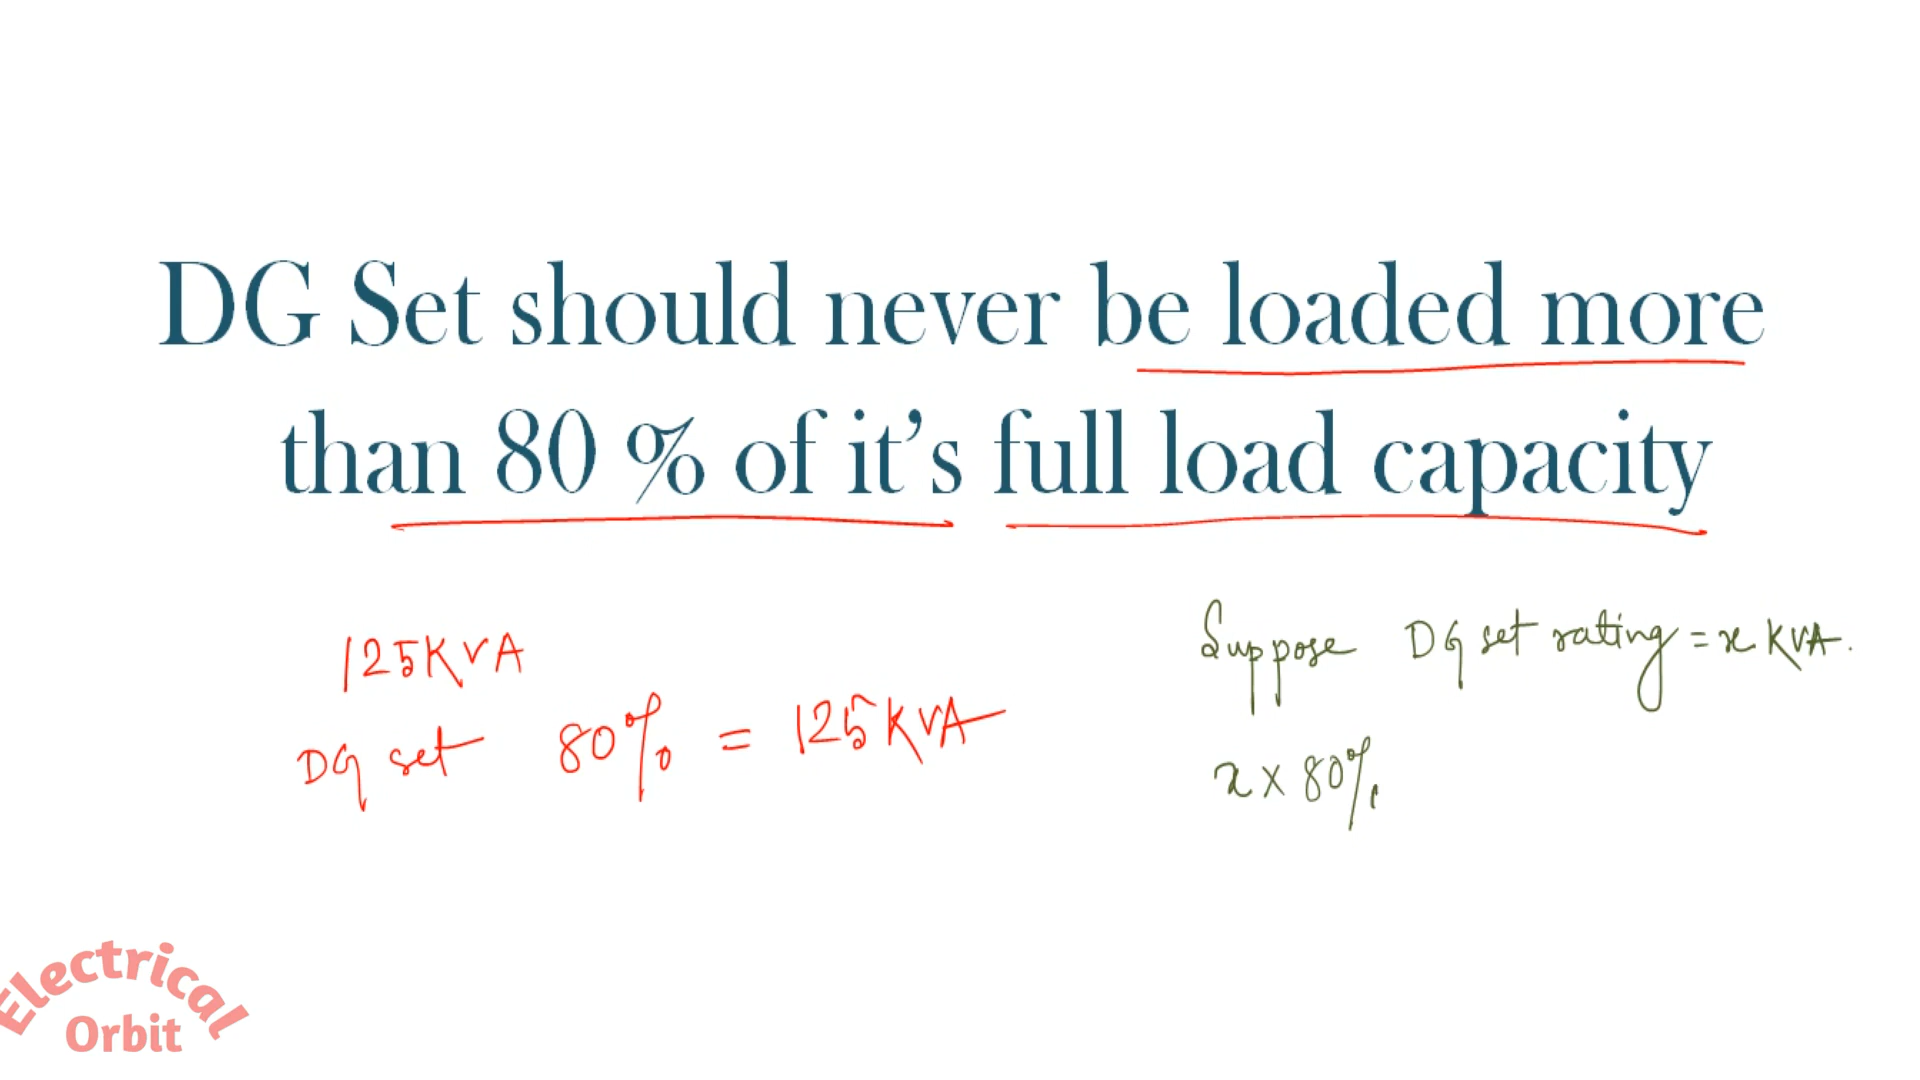 DG Set should never be loaded more
than 80 % of it's full load capacity
125KVA
DG set 80% = 125KVA
Suppose DG set rating = x KVA.
x × 80%
Electrical
Orbit